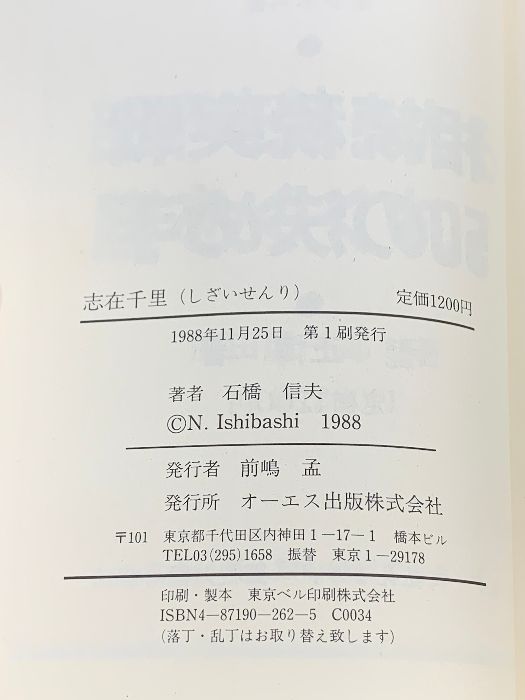 志在千里(しざいせんり) 定価1200円
1988年11月25日 第1刷発行
著者 石橋 信夫
©N. Ishibashi 1988
発行者 前嶋 孟
発行所 オーエス出版株式会社
〒101 東京都千代田区内神田1−17−1 橋本ビル
TEL03(295)1658 振替 東京1−29178
印刷・製本 東京ベル印刷株式会社
ISBN4−87190−262−5 C0034
(落丁・乱丁はお取り替え致します)